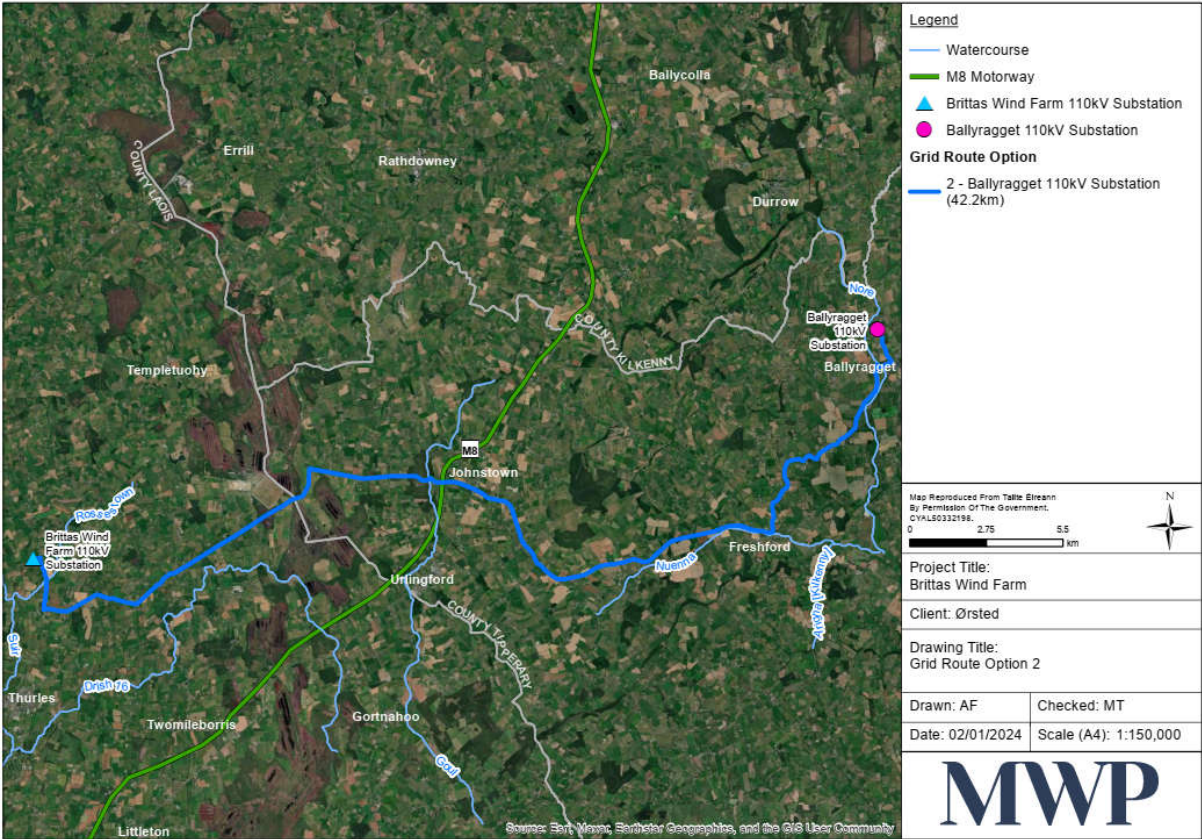 Ballycolla
Errill
Rathdowney
COUNTY LAOIS
Durrow
Nore
COUNTY KILKENNY
Ballyragget
110kV
Substation
Ballyragget
Templetuohy
M8
Johnstown
Rossestown
Brittas Wind
Farm 110kV
Substation
Freshford
Nuenna
Urlingford
Arigna [Kilkenny]
COUNTY TIPPERARY
Suir
Drish 16
Thurles
Twomileborris
Gortnahoo
Goul
Littleton
Source: Esri, Maxar, Earthstar Geographics, and the GIS User Community
Legend
Watercourse
M8 Motorway
Brittas Wind Farm 110kV Substation
Ballyragget 110kV Substation
Grid Route Option
2 - Ballyragget 110kV Substation
(42.2km)
Map Reproduced From Tailte Éireann
By Permission Of The Government.
CYAL50332198.
N
0 2.75 5.5
km
Project Title:
Brittas Wind Farm
Client: Ørsted
Drawing Title:
Grid Route Option 2
Drawn: AF
Checked: MT
Date: 02/01/2024
Scale (A4): 1:150,000
MWP